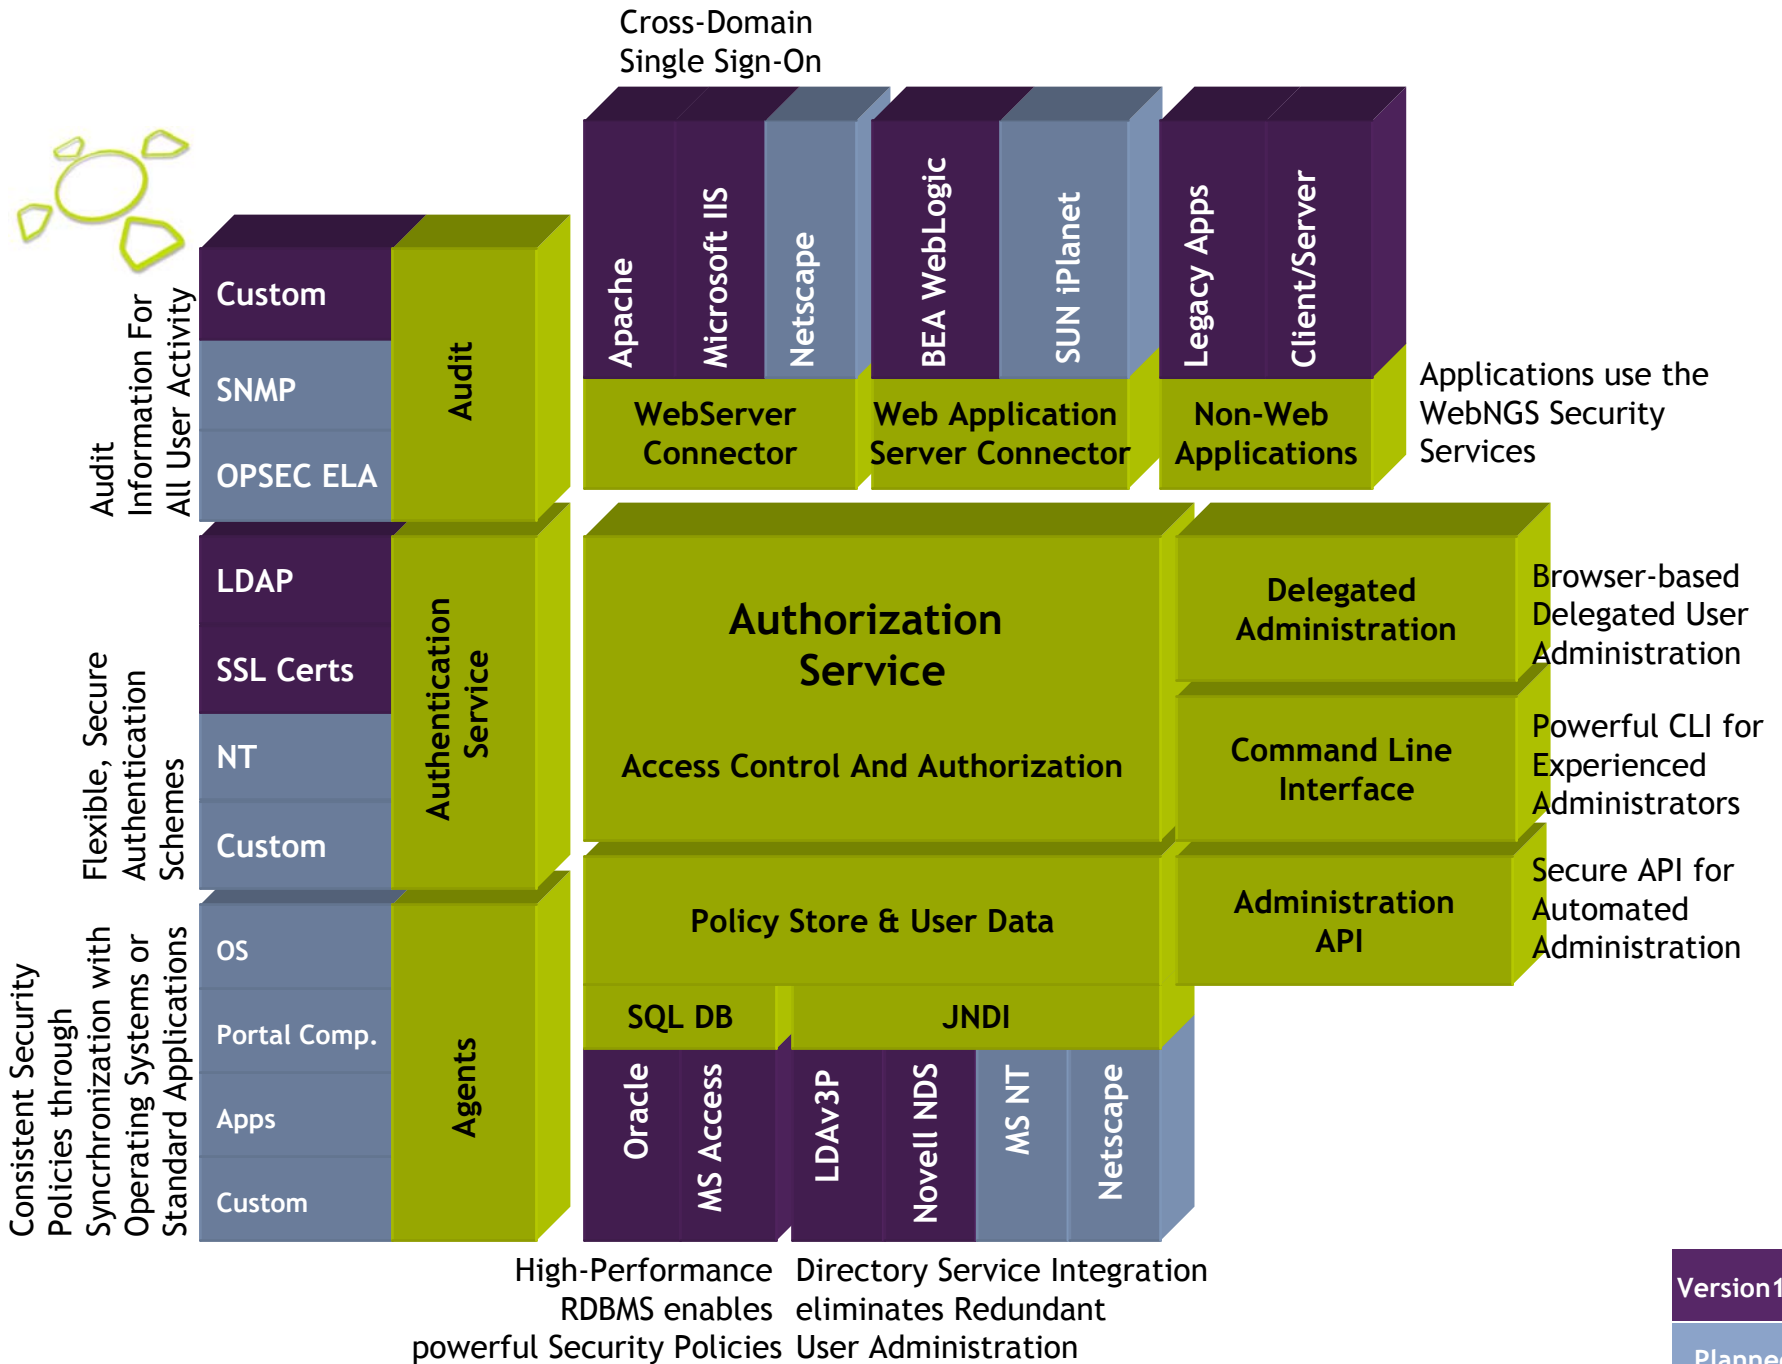 Cross-Domain
Single Sign-On
Apache
Microsoft IIS
Netscape
BEA WebLogic
SUN iPlanet
Legacy Apps
Client/Server
WebServer
Connector
Web Application
Server Connector
Non-Web
Applications
Applications use the
WebNGS Security
Services
Audit
Information For
All User Activity
Custom
SNMP
OPSEC ELA
Audit
Flexible, Secure
Authentication
Schemes
LDAP
SSL Certs
NT
Custom
Authentication
Service
Authorization
Service
Access Control And Authorization
Delegated
Administration
Browser-based
Delegated User
Administration
Command Line
Interface
Powerful CLI for
Experienced
Administrators
Policy Store & User Data
Administration
API
Secure API for
Automated
Administration
Consistent Security
Policies through
Syncrhronization with
Operating Systems or
Standard Applications
OS
Portal Comp.
Apps
Custom
Agents
SQL DB
JNDI
Oracle
MS Access
LDAv3P
Novell NDS
MS NT
Netscape
High-Performance
RDBMS enables
powerful Security Policies
Directory Service Integration
eliminates Redundant
User Administration
Version1
Planned